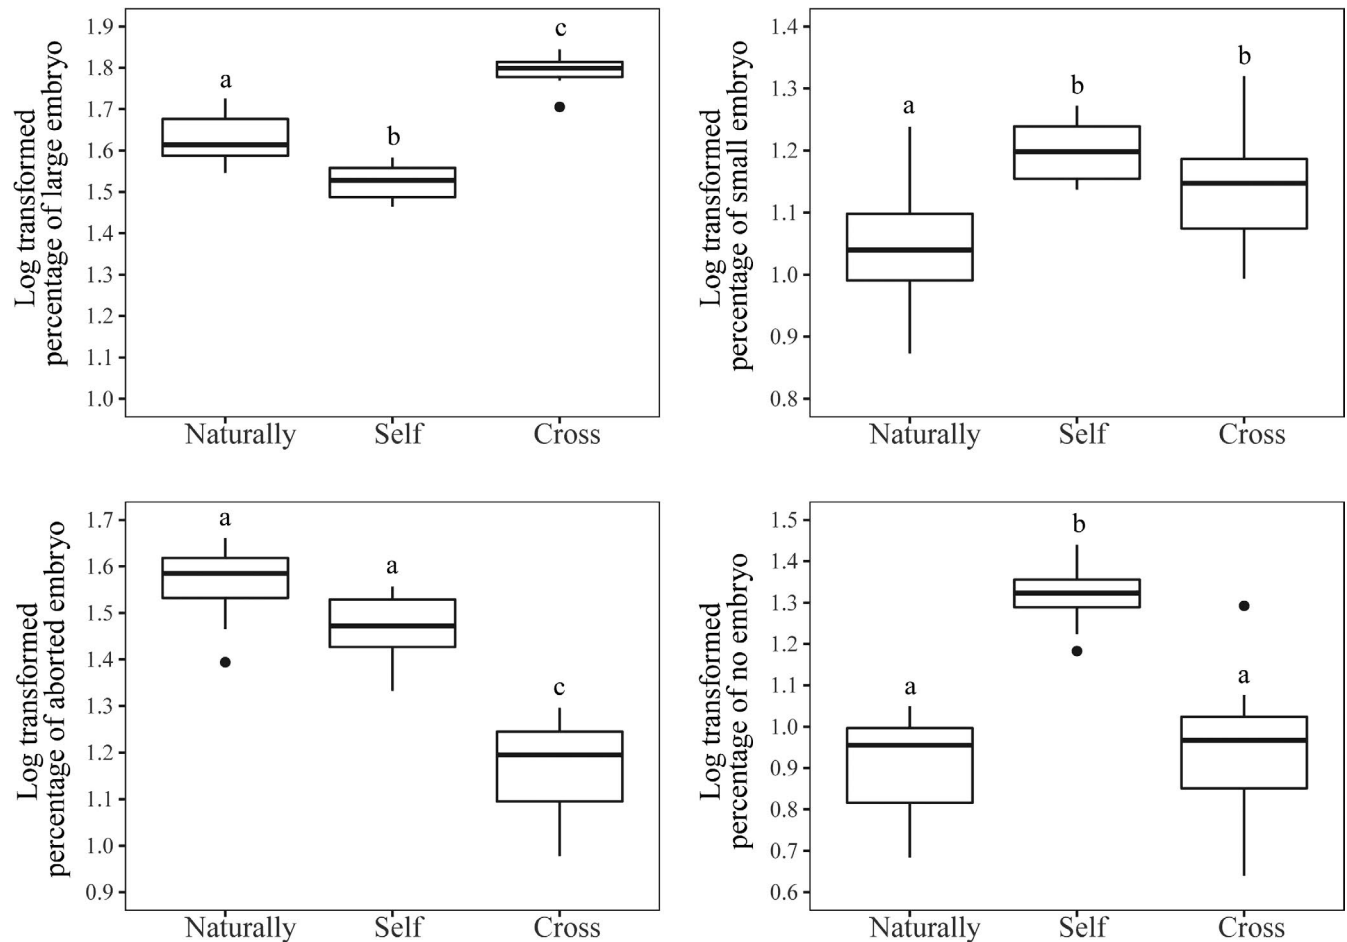 Log transformed
percentage of large embryo
1.9
1.8
1.7
1.6
1.5
1.4
1.3
1.2
1.1
1.0
a
b
c
Naturally Self Cross
Log transformed
percentage of small embryo
1.4
1.3
1.2
1.1
1.0
0.9
0.8
a
b
b
Naturally Self Cross
Log transformed
percentage of aborted embryo
1.7
1.6
1.5
1.4
1.3
1.2
1.1
1.0
0.9
a
a
c
Naturally Self Cross
Log transformed
percentage of no embryo
1.5
1.4
1.3
1.2
1.1
1.0
0.9
0.8
0.7
0.6
a
b
a
Naturally Self Cross